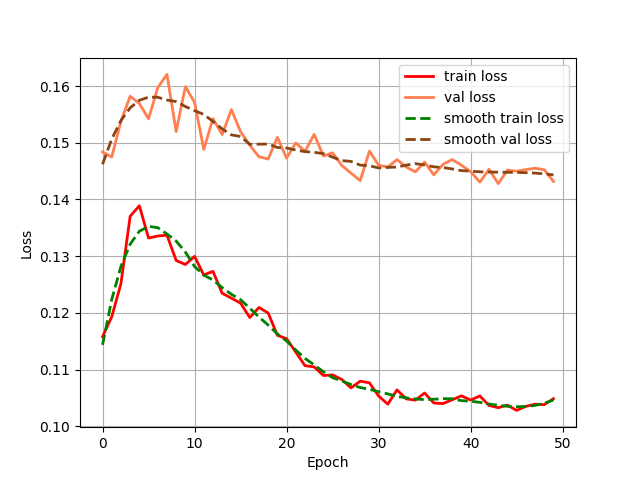 train loss
val loss
smooth train loss
smooth val loss
0.16
0.15
0.14
0.13
0.12
0.11
0.10
Loss
0 10 20 30 40 50
Epoch